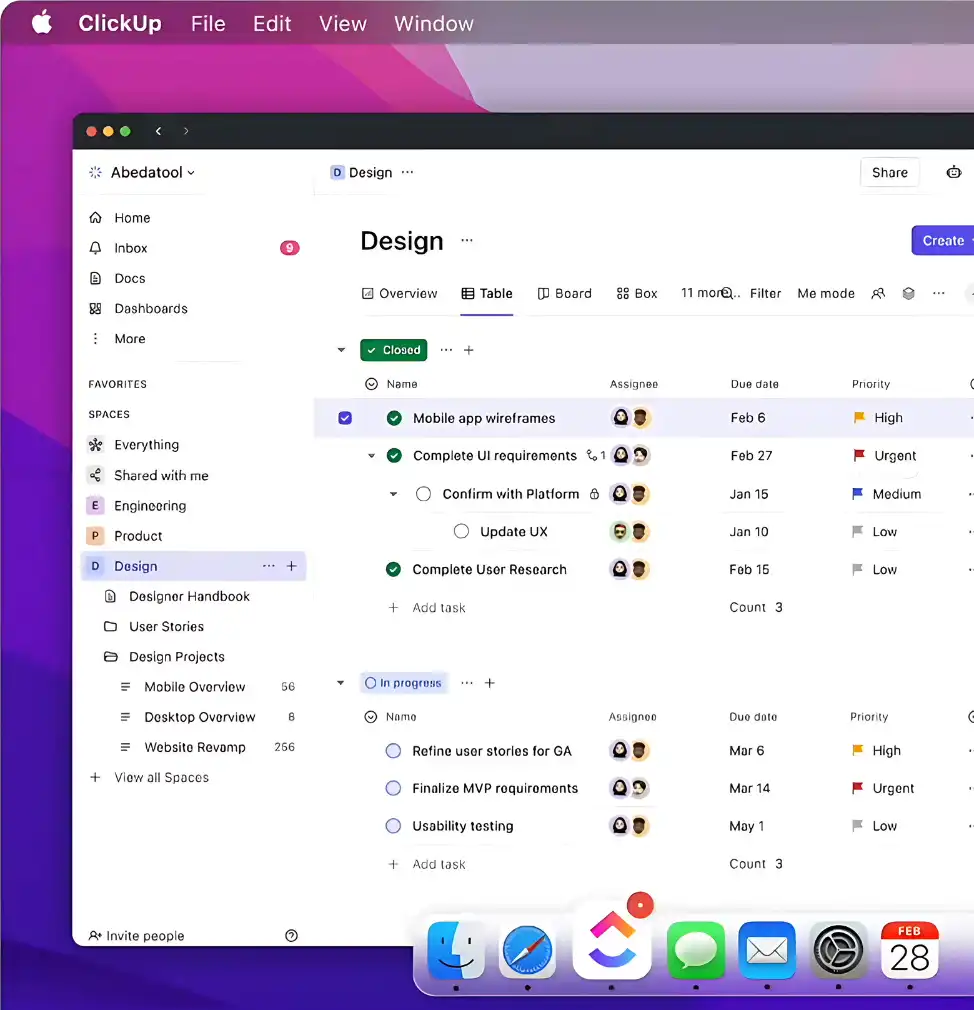 ClickUp File Edit View Window
Abedatool
D Design ...
Share
Home
Inbox 9
Docs
Dashboards
More
FAVORITES
SPACES
Everything
Shared with me
E Engineering
P Product
D Design ... +
Designer Handbook
User Stories
Design Projects
Mobile Overview 56
Desktop Overview 8
Website Revamp 256
+ View all Spaces
Invite people
Design ...
Create
Overview Table Board Box 11 more... Filter Me mode ...
Closed ... +
Name Assignee Due date Priority
Mobile app wireframes Feb 6 High
Complete UI requirements 1 Feb 27 Urgent
Confirm with Platform Jan 15 Medium
Update UX Jan 10 Low
Complete User Research Feb 15 Low
+ Add task Count 3
In progress ... +
Name Assignee Due date Priority
Refine user stories for GA Mar 6 High
Finalize MVP requirements Mar 14 Urgent
Usability testing May 1 Low
+ Add task Count 3
FEB
28